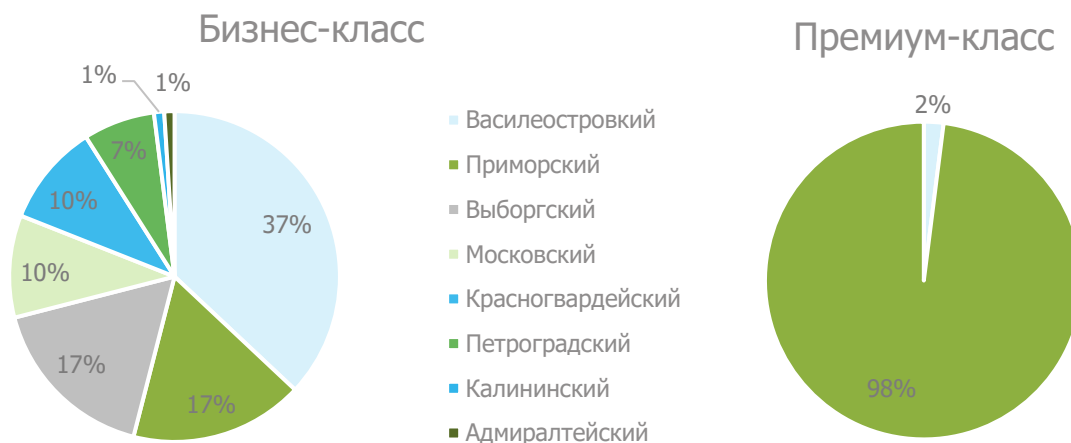 Бизнес-класс
1%
1%
7%
10%
37%
10%
17%
17%
Василеостровкий
Приморский
Выборгский
Московский
Красногвардейский
Петроградский
Калининский
Адмиралтейский
Премиум-класс
2%
98%